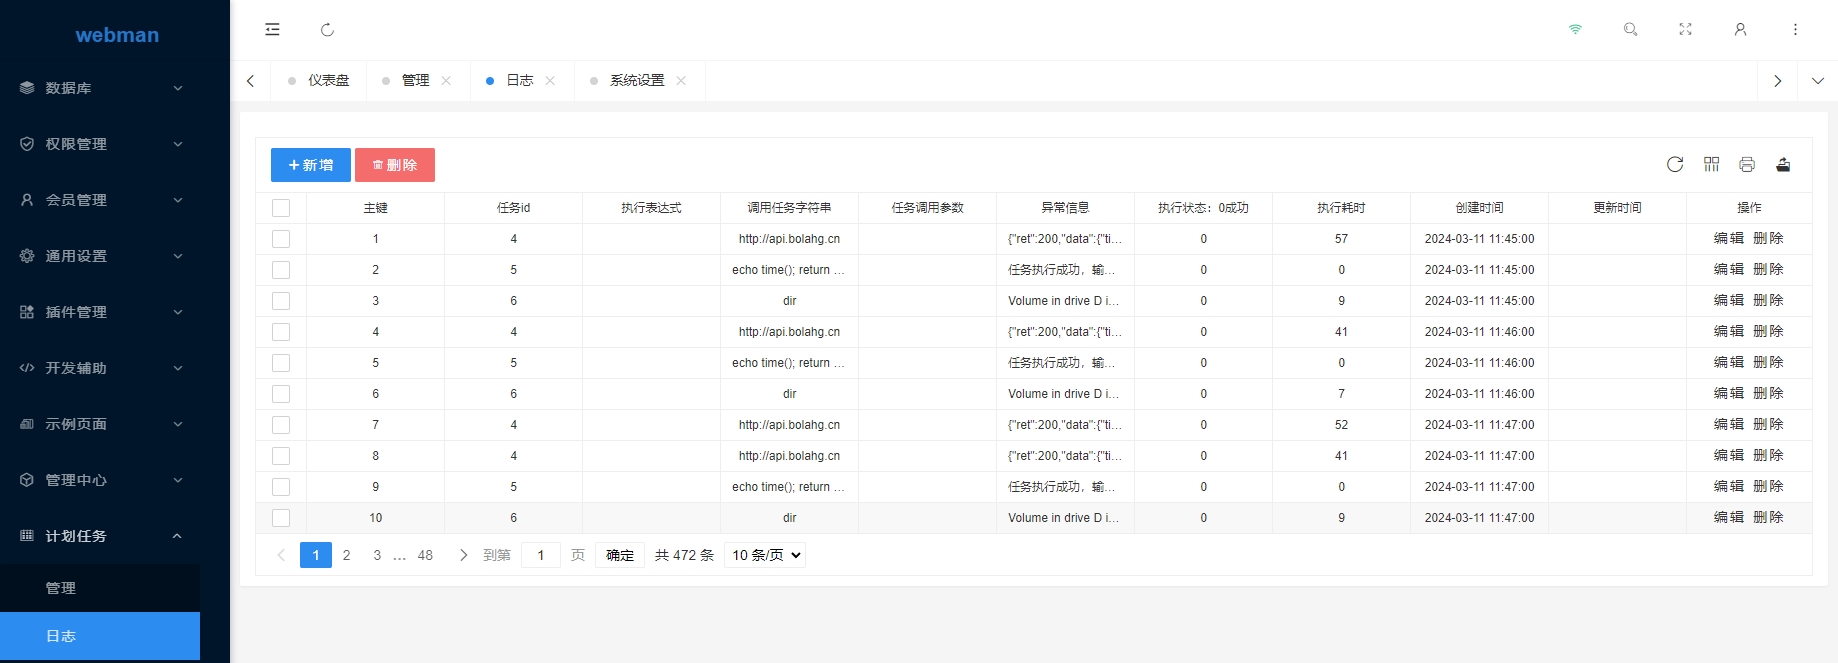 webman
数据库
权限管理
会员管理
通用设置
插件管理
开发辅助
示例页面
管理中心
计划任务
管理
日志
仪表盘 管理 日志 系统设置
新增 删除
主键 任务id 执行表达式 调用任务字符串 任务调用参数 异常信息 执行状态：0成功 执行耗时 创建时间 更新时间 操作
1 4 http://api.bolahg.cn {"ret":200,"data":{"ti... 0 57 2024-03-11 11:45:00 编辑 删除
2 5 echo time(); return ... 任务执行成功，输... 0 0 2024-03-11 11:45:00 编辑 删除
3 6 dir Volume in drive D i... 0 9 2024-03-11 11:45:00 编辑 删除
4 4 http://api.bolahg.cn {"ret":200,"data":{"ti... 0 41 2024-03-11 11:46:00 编辑 删除
5 5 echo time(); return ... 任务执行成功，输... 0 0 2024-03-11 11:46:00 编辑 删除
6 6 dir Volume in drive D i... 0 7 2024-03-11 11:46:00 编辑 删除
7 4 http://api.bolahg.cn {"ret":200,"data":{"ti... 0 52 2024-03-11 11:47:00 编辑 删除
8 4 http://api.bolahg.cn {"ret":200,"data":{"ti... 0 41 2024-03-11 11:47:00 编辑 删除
9 5 echo time(); return ... 任务执行成功，输... 0 0 2024-03-11 11:47:00 编辑 删除
10 6 dir Volume in drive D i... 0 9 2024-03-11 11:47:00 编辑 删除
1 2 3 ... 48 到第 1 页 确定 共 472 条 10 条/页